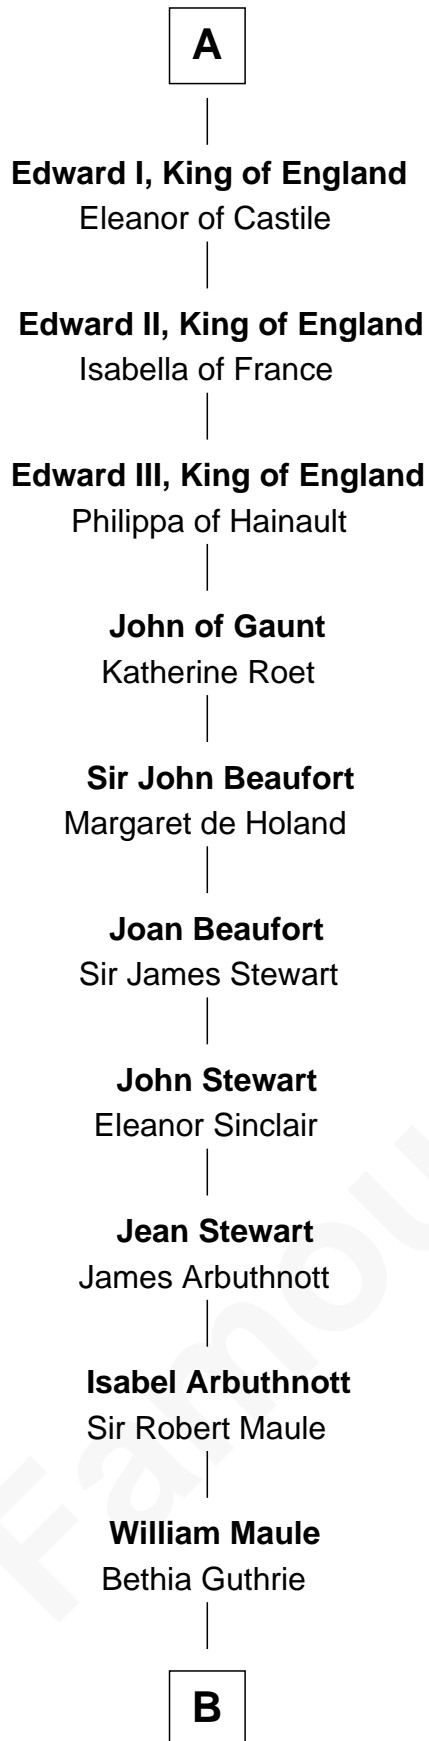 A
Edward I, King of England
Eleanor of Castile
Edward II, King of England
Isabella of France
Edward III, King of England
Philippa of Hainault
John of Gaunt
Katherine Roet
Sir John Beaufort
Margaret de Holand
Joan Beaufort
Sir James Stewart
John Stewart
Eleanor Sinclair
Jean Stewart
James Arbuthnott
Isabel Arbuthnott
Sir Robert Maule
William Maule
Bethia Guthrie
B
Famou